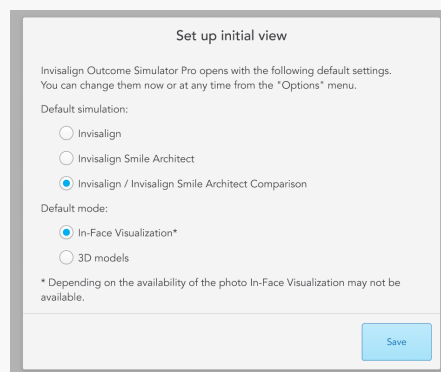 Set up initial view
Invisalign Outcome Simulator Pro opens with the following default settings.
You can change them now or at any time from the "Options" menu.
Default simulation:
Invisalign
Invisalign Smile Architect
Invisalign / Invisalign Smile Architect Comparison
Default mode:
In-Face Visualization*
3D models
* Depending on the availability of the photo In-Face Visualization may not be
available.
Save